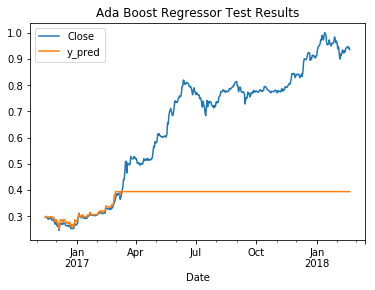 Ada Boost Regressor Test Results
Close
y_pred
1.0
0.9
0.8
0.7
0.6
0.5
0.4
0.3
Jan Apr Jul Oct Jan
2017 2018
Date